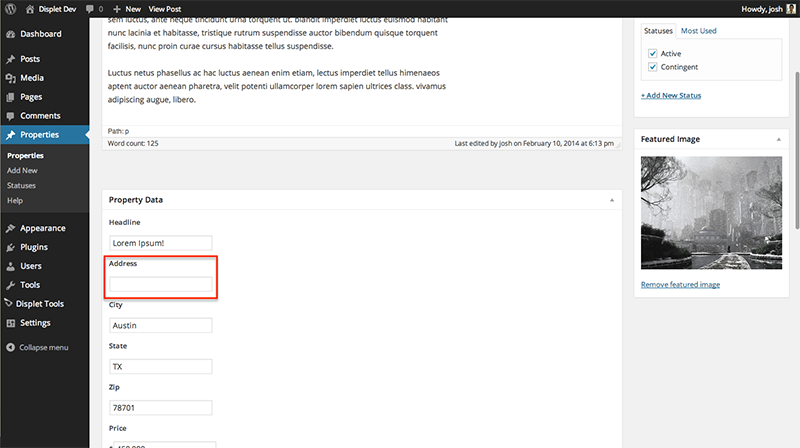 Displet Dev
0
New
View Post
Howdy, josh
Dashboard
Posts
Media
Pages
Comments
Properties
Properties
Add New
Statuses
Help
Appearance
Plugins
Users
Tools
Displet Tools
Settings
Collapse menu
sem luctus, ante neque tincidunt urna torquent ut. blandit imperdiet luctus euismod habitant
nunc lacinia et habitasse, tristique rutrum suspendisse auctor bibendum quisque torquent
facilisis, nunc proin curae cursus habitasse tellus suspendisse.
Luctus netus phasellus ac hac luctus aenean enim etiam, lectus imperdiet tellus himenaeos
aptent auctor aenean pharetra, velit potenti ullamcorper lorem sapien ultrices class. vivamus
adipiscing augue, libero.
Path: p
Word count: 125
Last edited by josh on February 10, 2014 at 6:13 pm
Property Data
Headline
Lorem Ipsum!
Address
City
Austin
State
TX
Zip
78701
Price
Statuses
Most Used
Active
Contingent
+ Add New Status
Featured Image
Remove featured image